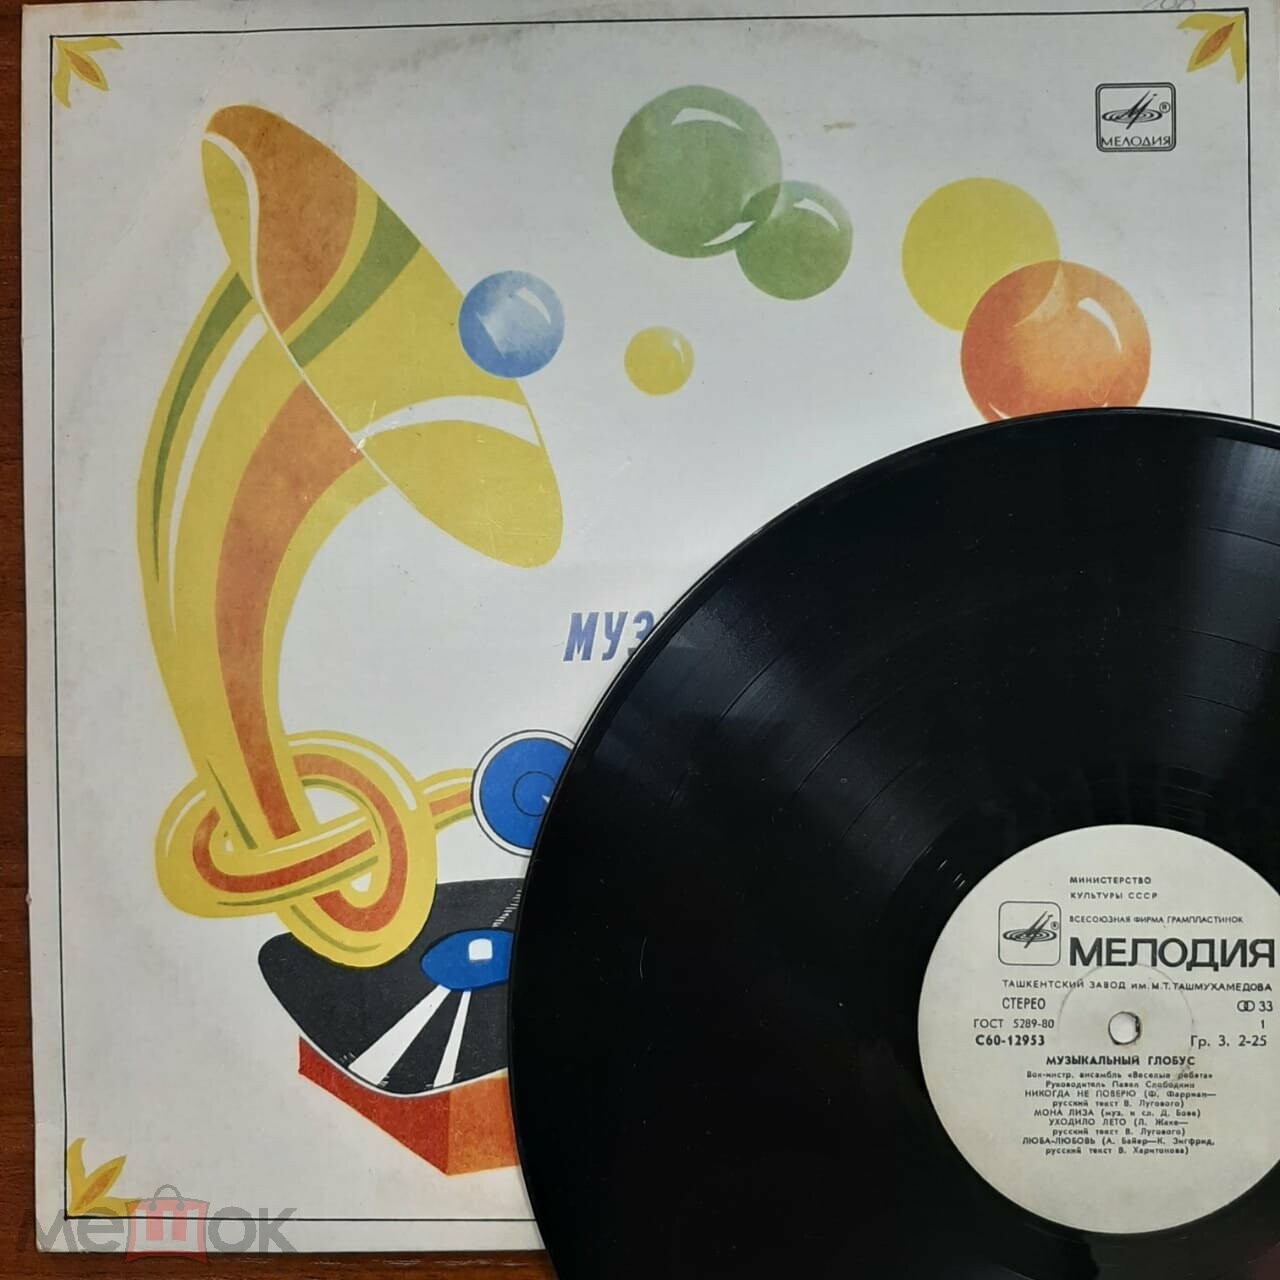 МЕЛОДИЯ
МУЗ
МИНИСТЕРСТВО
КУЛЬТУРЫ СССР
ВСЕСОЮЗНАЯ ФИРМА ГРАМПЛАСТИНОК
МЕЛОДИЯ
ТАШКЕНТСКИЙ ЗАВОД ИМ. М. Т. ТАШМУХАМЕДОВА
СТЕРЕО 33
ГОСТ 5289-80 1
С60-12953 Гр. 3. 2-25
МУЗЫКАЛЬНЫЙ ГЛОБУС
Вок-инстр. ансамбль «Веселые ребята»
Руководитель Павел Слободкин
НИКОГДА НЕ ПОВЕРЮ (Ф. Фарриан—
русский текст В. Лугового)
МОНА ЛИЗА (муз. и сл. Д. Бове)
УХОДИЛО ЛЕТО (Л. Жаке—
русский текст В. Лугового)
ЛЮБА-ЛЮБОВЬ (А. Байер—К. Зигфрид,
русский текст В. Харитонова)
мешок